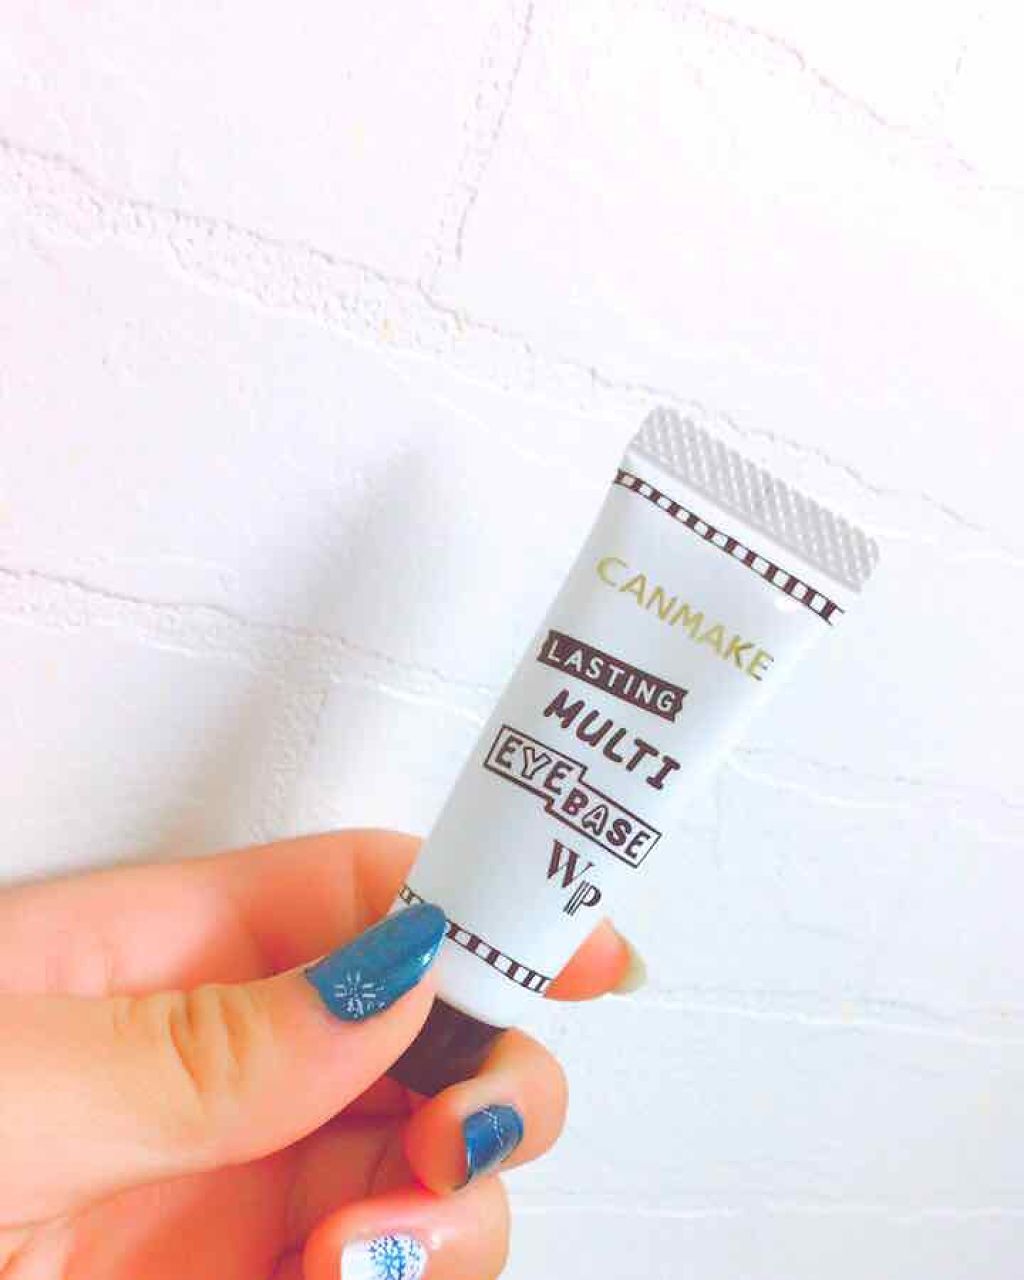 CANMAKE
LASTING
MULTI
EYE BASE
WP